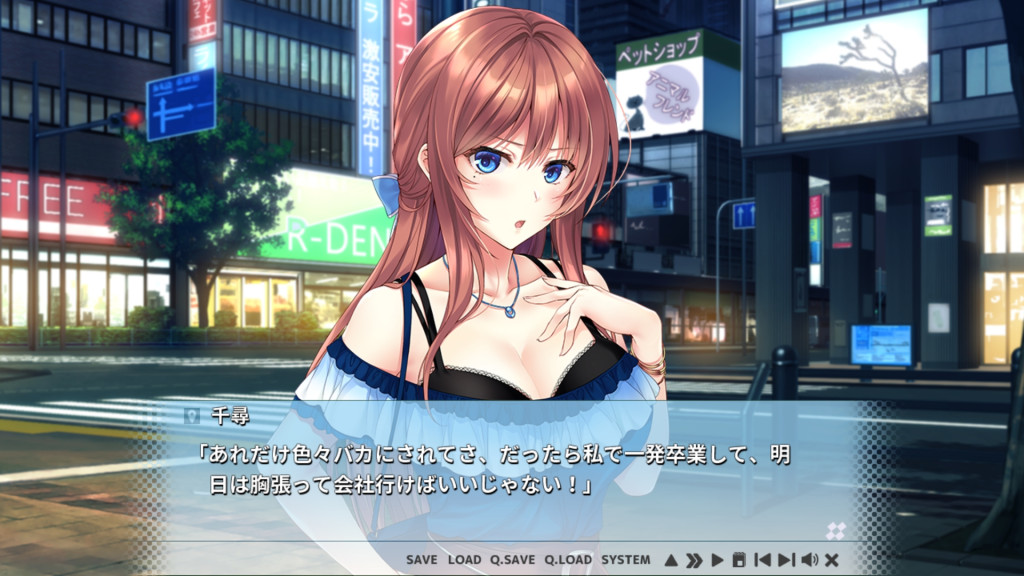 ラ 激安販売中！
ペットショップ
アニマル
フレンド
FREE
R-DEN
千尋
「あれだけ色々バカにされてさ、だったら私で一発卒業して、明
日は胸張って会社行けばいいじゃない！」
SAVE LOAD Q.SAVE Q.LOAD SYSTEM